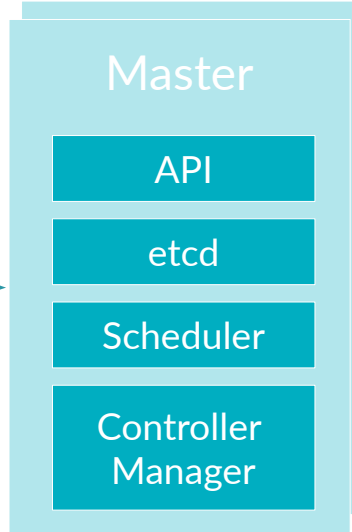 Master
API
etcd
Scheduler
Controller
Manager